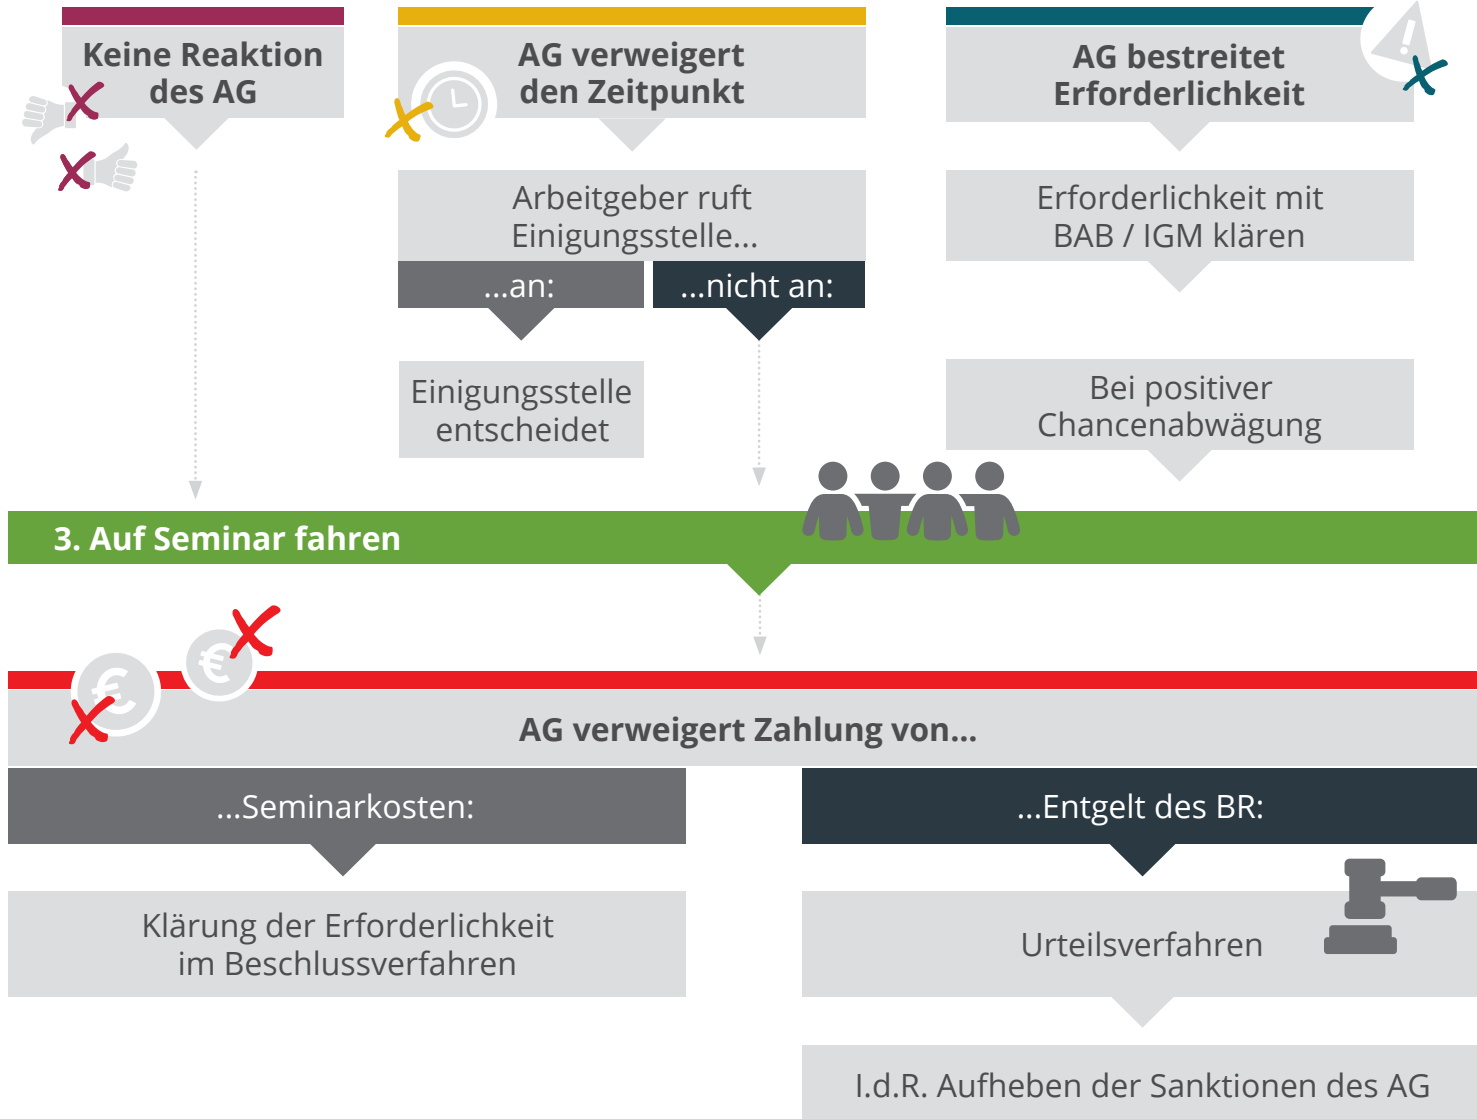 Keine Reaktion
des AG
AG verweigert
den Zeitpunkt
AG bestreitet
Erforderlichkeit
Arbeitgeber ruft
Einigungsstelle...
...an:
...nicht an:
Einigungsstelle
entscheidet
Erforderlichkeit mit
BAB / IGM klären
Bei positiver
Chancenabwägung
3. Auf Seminar fahren
AG verweigert Zahlung von...
...Seminarkosten:
Klärung der Erforderlichkeit
im Beschlussverfahren
...Entgelt des BR:
Urteilsverfahren
I.d.R. Aufheben der Sanktionen des AG